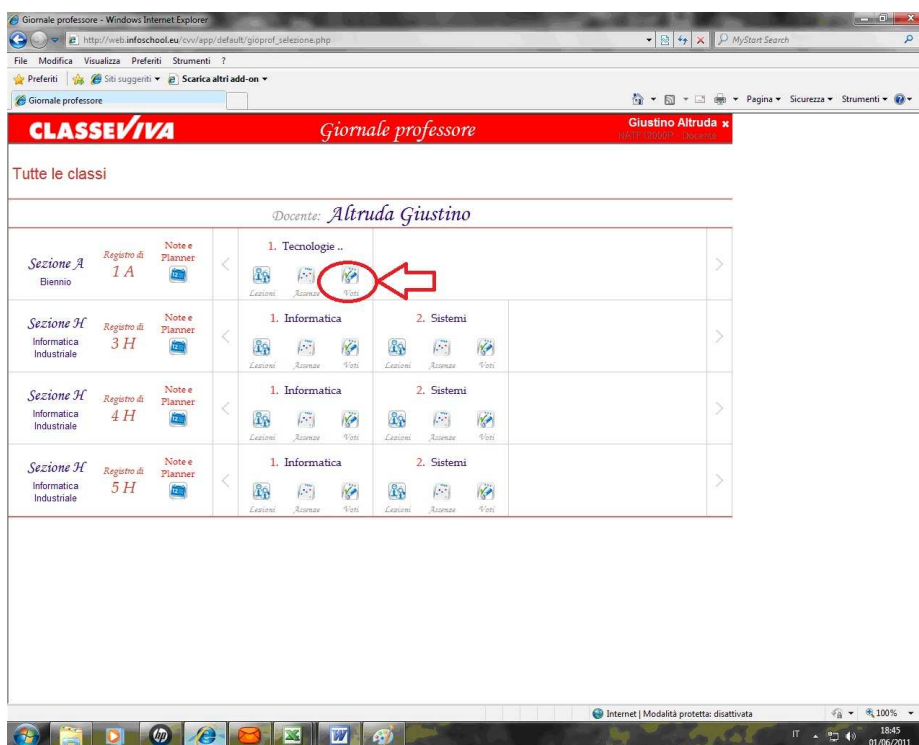 Giornale professore - Windows Internet Explorer
http://web.infoschool.eu/cvv/app/default/gioprof_selezione.php
MyStart Search
File Modifica Visualizza Preferiti Strumenti ?
Preferiti Siti suggeriti Scarica altri add-on
Giornale professore
Pagina Sicurezza Strumenti
CLASSEVIVA
Giornale professore
Giustino Altruda x
Docente
Tutte le classi
Docente: Altruda Giustino
Sezione A
Biennio
Registro di
1 A
Note e
Planner
<
1. Tecnologie ..
Lezioni Assenze Voti
>
Sezione H
Informatica
Industriale
Registro di
3 H
Note e
Planner
<
1. Informatica
Lezioni Assenze Voti
2. Sistemi
Lezioni Assenze Voti
>
Sezione H
Informatica
Industriale
Registro di
4 H
Note e
Planner
<
1. Informatica
Lezioni Assenze Voti
2. Sistemi
Lezioni Assenze Voti
>
Sezione H
Informatica
Industriale
Registro di
5 H
Note e
Planner
<
1. Informatica
Lezioni Assenze Voti
2. Sistemi
Lezioni Assenze Voti
>
Internet | Modalità protetta: disattivata
100%
hp
IT
18:45
01/06/2011